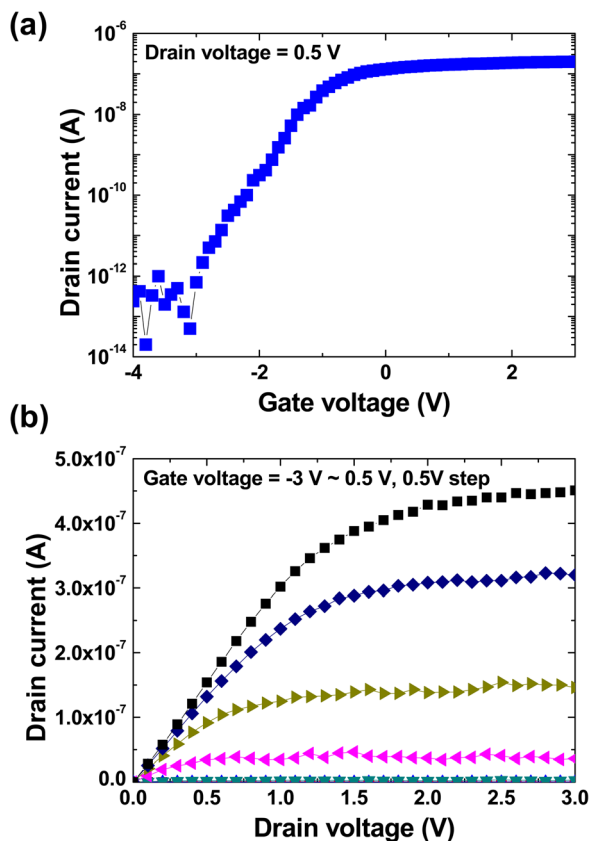 (a)
Drain voltage = 0.5 V
Drain current (A)
10⁻⁶
10⁻⁸
10⁻¹⁰
10⁻¹²
10⁻¹⁴
-4
-2
0
2
Gate voltage (V)
(b)
Gate voltage = -3 V ~ 0.5 V, 0.5V step
Drain current (A)
5.0x10⁻⁷
4.0x10⁻⁷
3.0x10⁻⁷
2.0x10⁻⁷
1.0x10⁻⁷
0.0
0.0
0.5
1.0
1.5
2.0
2.5
3.0
Drain voltage (V)